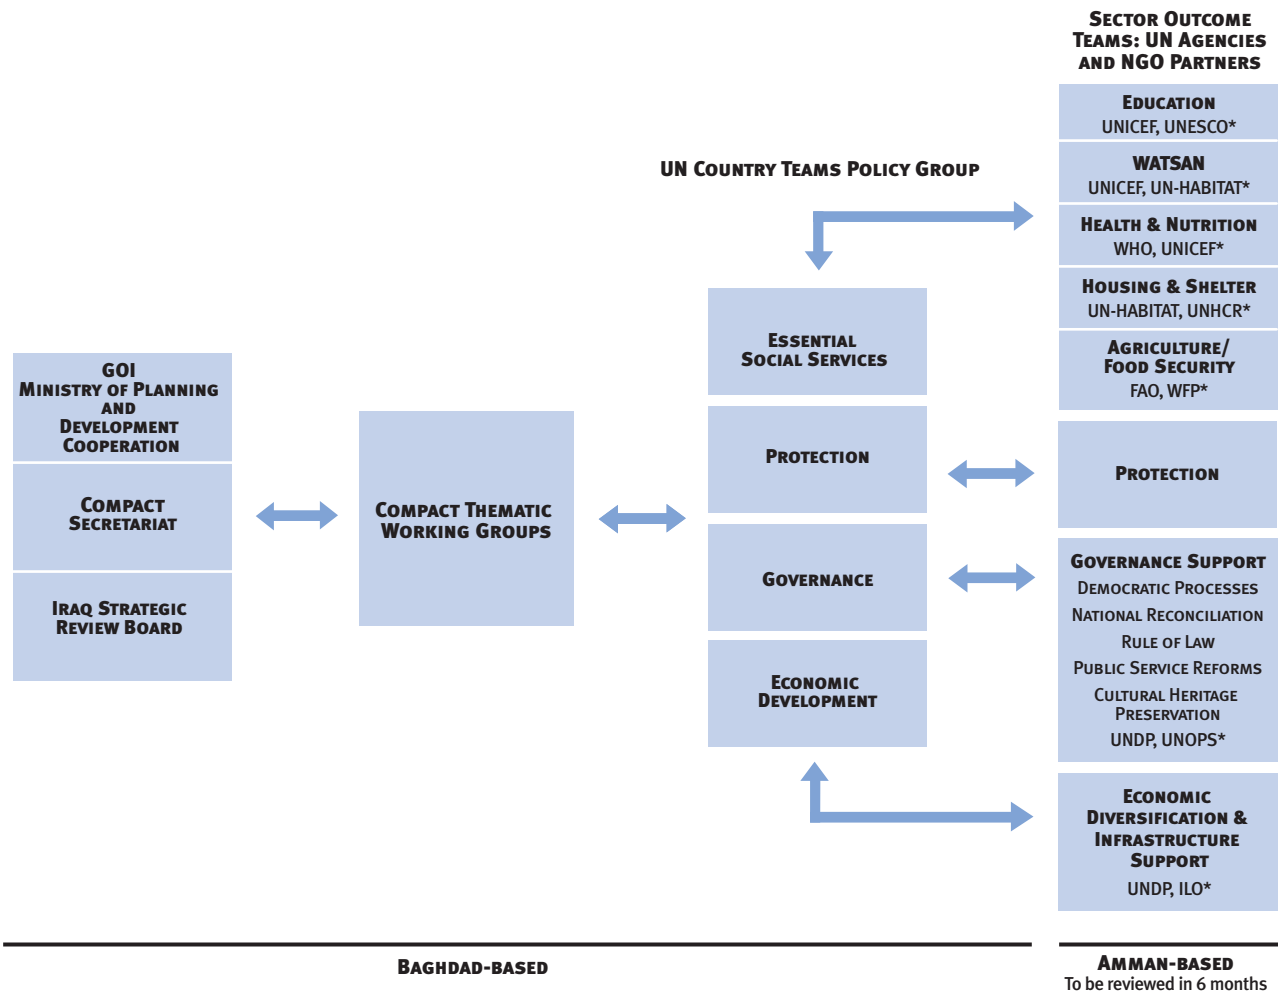 GOI
Ministry of Planning
and
Development
Cooperation
Compact
Secretariat
Iraq Strategic
Review Board
Compact Thematic
Working Groups
UN Country Teams Policy Group
Essential
Social Services
Protection
Governance
Economic
Development
Sector Outcome
Teams: UN Agencies
and NGO Partners
Education
UNICEF, UNESCO*
WATSAN
UNICEF, UN-HABITAT*
Health & Nutrition
WHO, UNICEF*
Housing & Shelter
UN-HABITAT, UNHCR*
Agriculture/
Food Security
FAO, WFP*
Protection
Governance Support
Democratic Processes
National Reconciliation
Rule of Law
Public Service Reforms
Cultural Heritage
Preservation
UNDP, UNOPS*
Economic
Diversification &
Infrastructure
Support
UNDP, ILO*
Baghdad-based
Amman-based
To be reviewed in 6 months